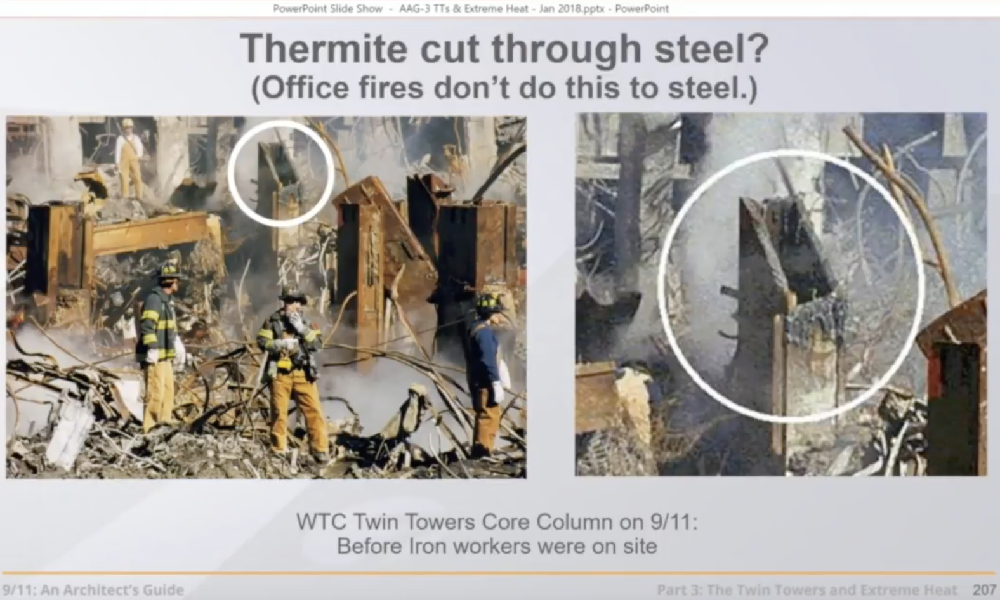 PowerPoint Slide Show - AAG-3 TTs & Extreme Heat - Jan 2018.pptx - PowerPoint
Thermite cut through steel?
(Office fires don't do this to steel.)
WTC Twin Towers Core Column on 9/11:
Before Iron workers were on site
9/11: An Architect's Guide
Part 3: The Twin Towers and Extreme Heat 207